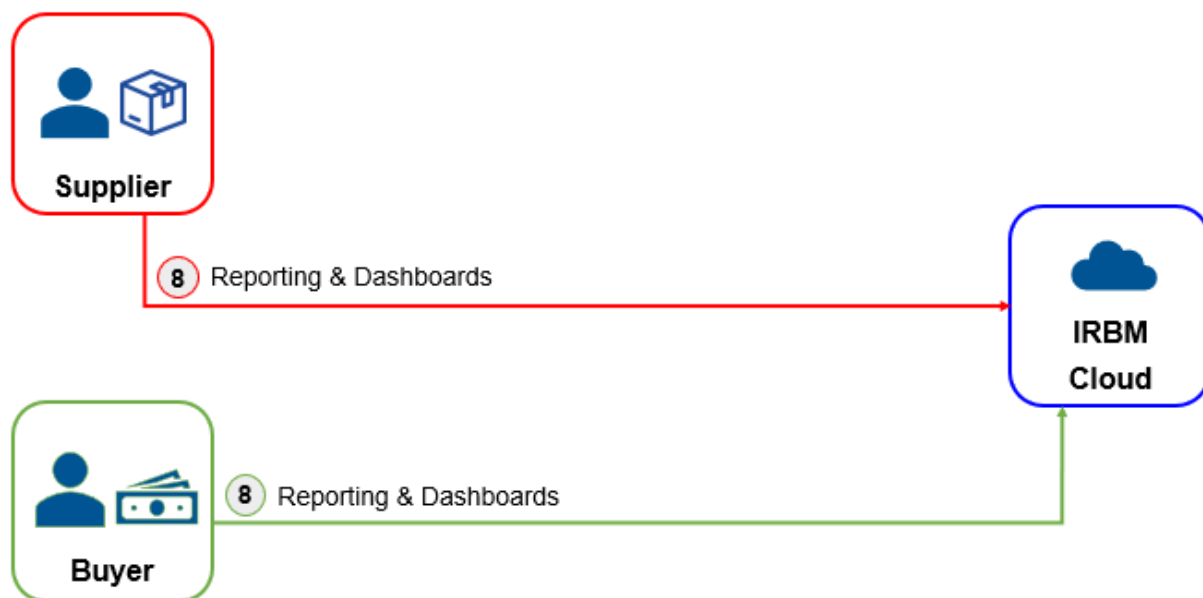 Supplier
8 Reporting & Dashboards
IRBM
Cloud
8 Reporting & Dashboards
Buyer